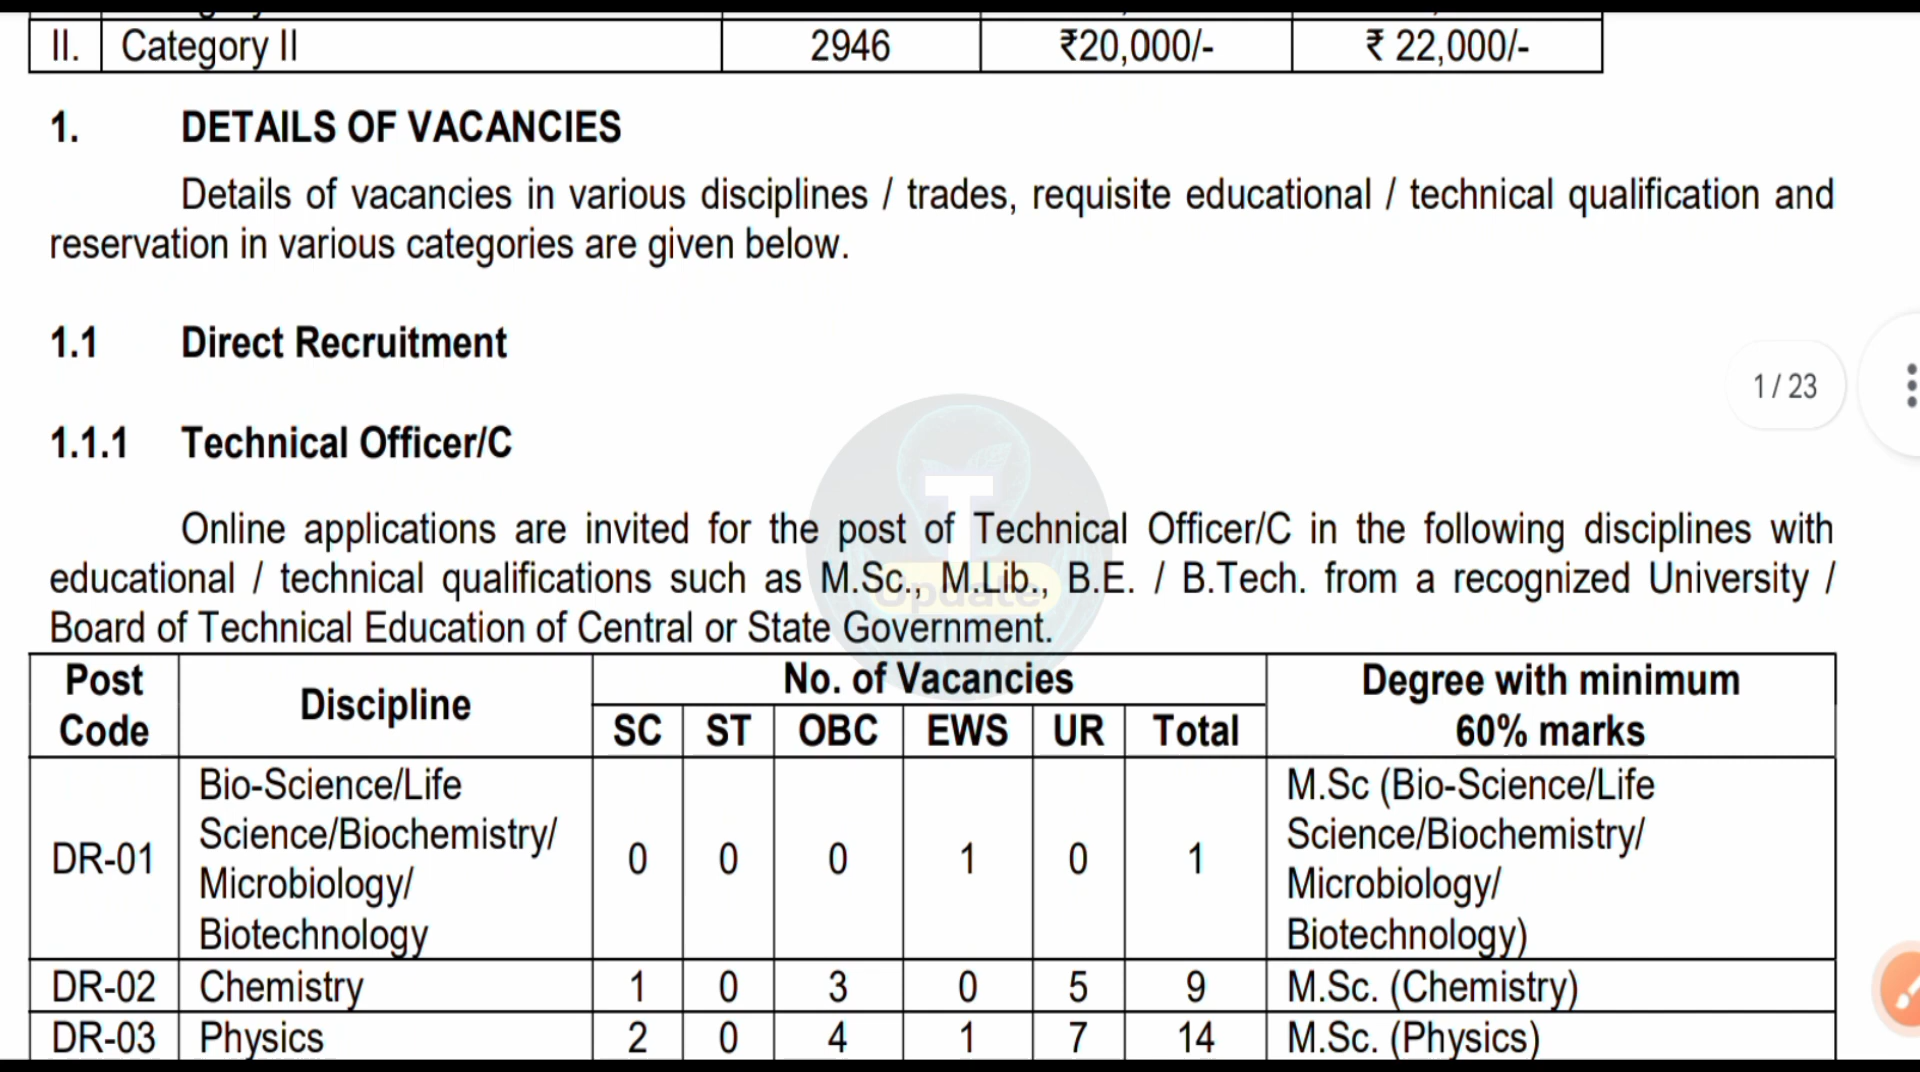 II. Category II 2946 ₹20,000/- ₹ 22,000/-
1. DETAILS OF VACANCIES
Details of vacancies in various disciplines / trades, requisite educational / technical qualification and
reservation in various categories are given below.
1.1 Direct Recruitment
1 / 23
1.1.1 Technical Officer/C
T
Online applications are invited for the post of Technical Officer/C in the following disciplines with
educational / technical qualifications such as M.Sc., M.Lib., B.E. / B.Tech. from a recognized University /
Update
Board of Technical Education of Central or State Government.
Post Code Discipline No. of Vacancies Degree with minimum 60% marks
SC ST OBC EWS UR Total
DR-01 Bio-Science/Life Science/Biochemistry/ Microbiology/ Biotechnology 0 0 0 1 0 1 M.Sc (Bio-Science/Life Science/Biochemistry/ Microbiology/ Biotechnology)
DR-02 Chemistry 1 0 3 0 5 9 M.Sc. (Chemistry)
DR-03 Physics 2 0 4 1 7 14 M.Sc. (Physics)